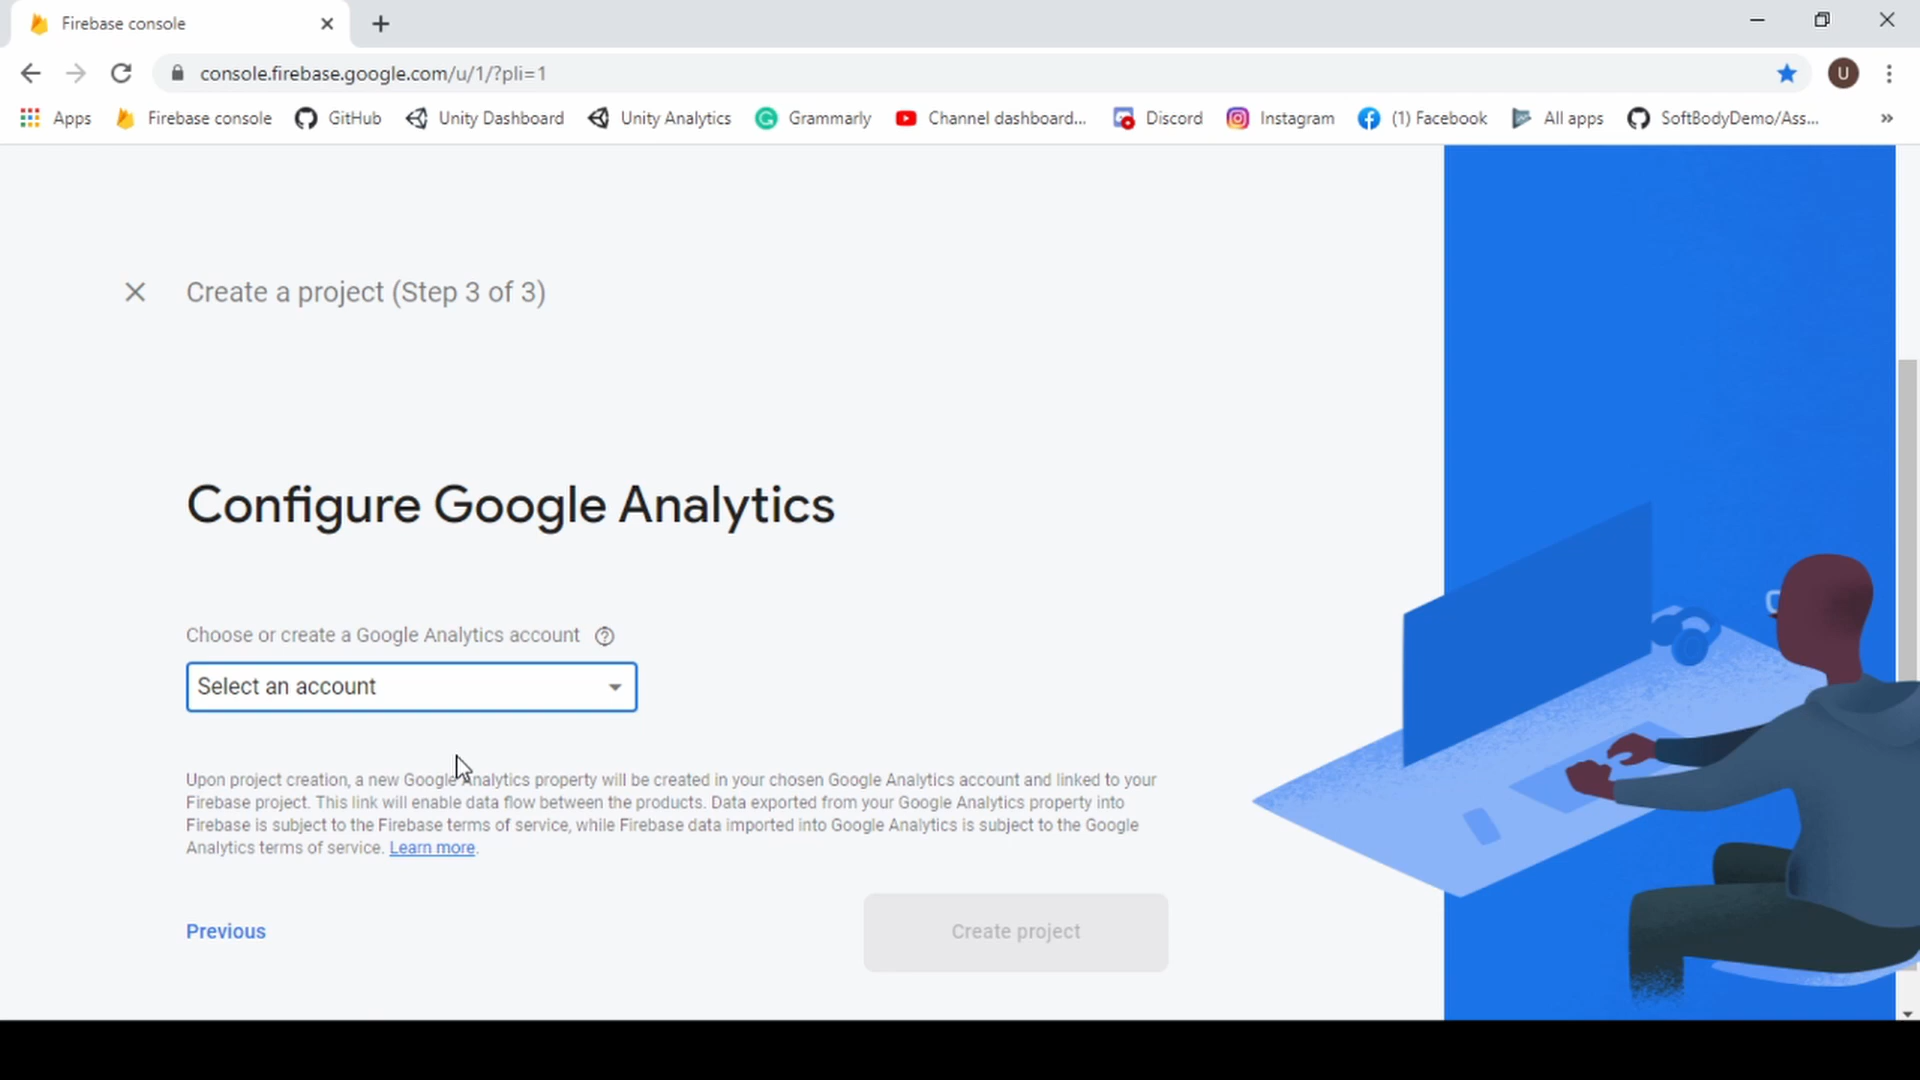 Firebase console
console.firebase.google.com/u/1/?pli=1
U
Apps
Firebase console
GitHub
Unity Dashboard
Unity Analytics
Grammarly
Channel dashboard...
Discord
Instagram
(1) Facebook
All apps
SoftBodyDemo/Ass...
»
Create a project (Step 3 of 3)
Configure Google Analytics
Choose or create a Google Analytics account
Select an account
Upon project creation, a new Google Analytics property will be created in your chosen Google Analytics account and linked to your
Firebase project. This link will enable data flow between the products. Data exported from your Google Analytics property into
Firebase is subject to the Firebase terms of service, while Firebase data imported into Google Analytics is subject to the Google
Analytics terms of service. Learn more.
Previous
Create project